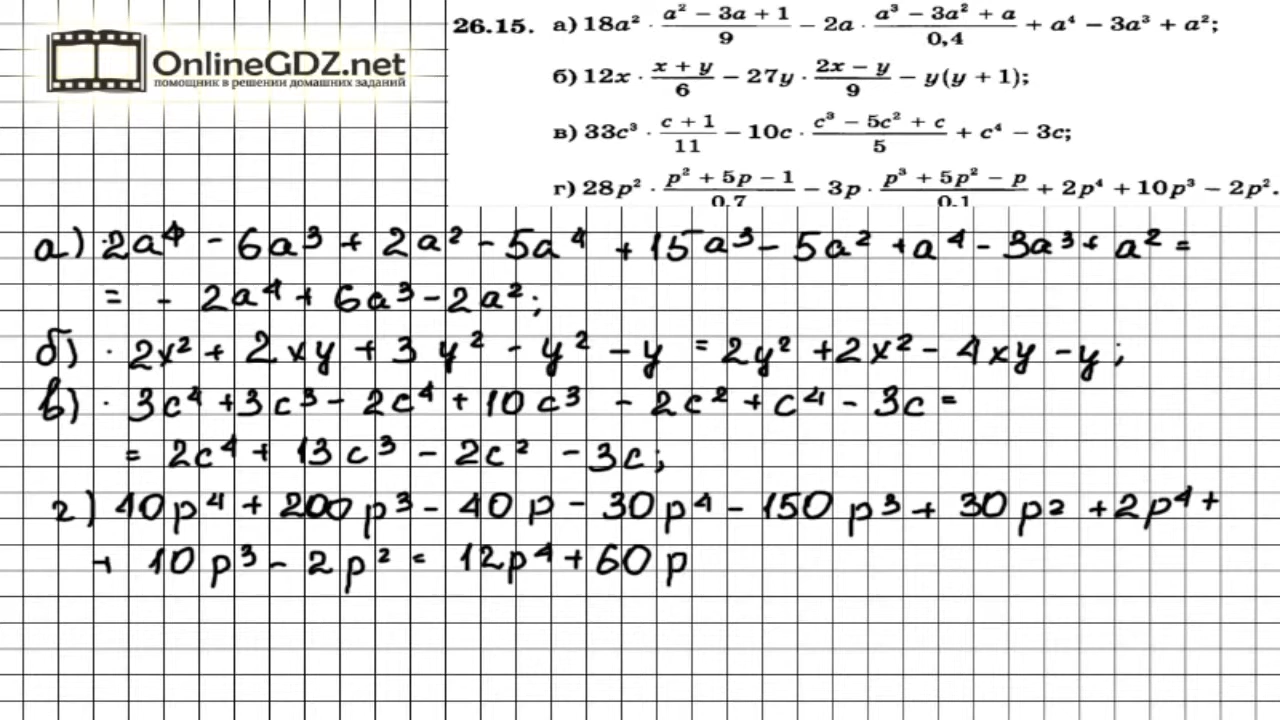 OnlineGDZ.net
помощник в решении домашних заданий
26.15. а) 18a² · (a² − 3a + 1)/9 − 2a · (a³ − 3a² + a)/0,4 + a⁴ − 3a³ + a²;
б) 12x · (x + y)/6 − 27y · (2x − y)/9 − y(y + 1);
в) 33c³ · (c + 1)/11 − 10c · (c³ − 5c² + c)/5 + c⁴ − 3c;
г) 28p² · (p² + 5p − 1)/0,7 − 3p · (p³ + 5p² − p)/0,1 + 2p⁴ + 10p³ − 2p².
а) 2a⁴ − 6a³ + 2a² − 5a⁴ + 15a³ − 5a² + a⁴ − 3a³ + a² =
= − 2a⁴ + 6a³ − 2a²;
б) · 2x² + 2xy + 3y² − y² − y = 2y² + 2x² − 4xy − y;
в) · 3c⁴ + 3c³ − 2c⁴ + 10c³ − 2c² + c⁴ − 3c =
= 2c⁴ + 13c³ − 2c² − 3c;
г) 40p⁴ + 200p³ − 40p − 30p⁴ − 150p³ + 30p² + 2p⁴ +
+ 10p³ − 2p² = 12p⁴ + 60p